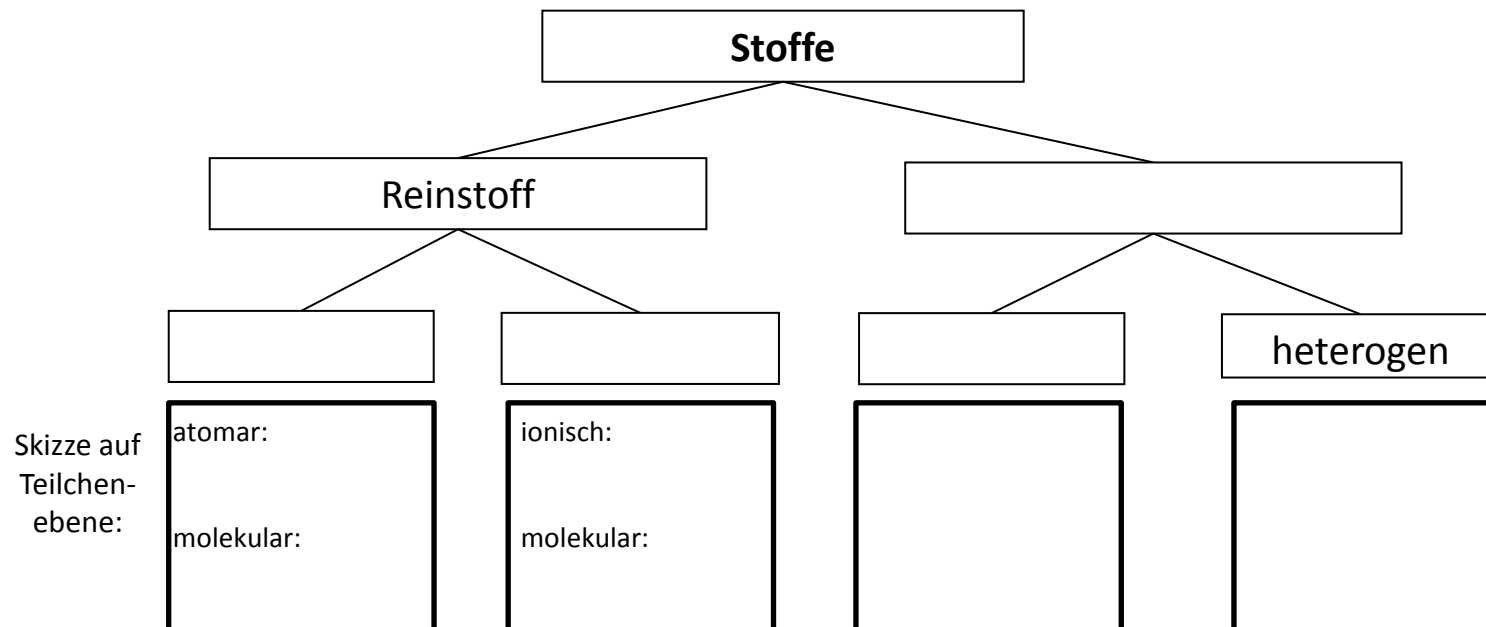 Stoffe
Reinstoff
heterogen
Skizze auf
Teilchen-
ebene:
atomar:
molekular:
ionisch:
molekular: